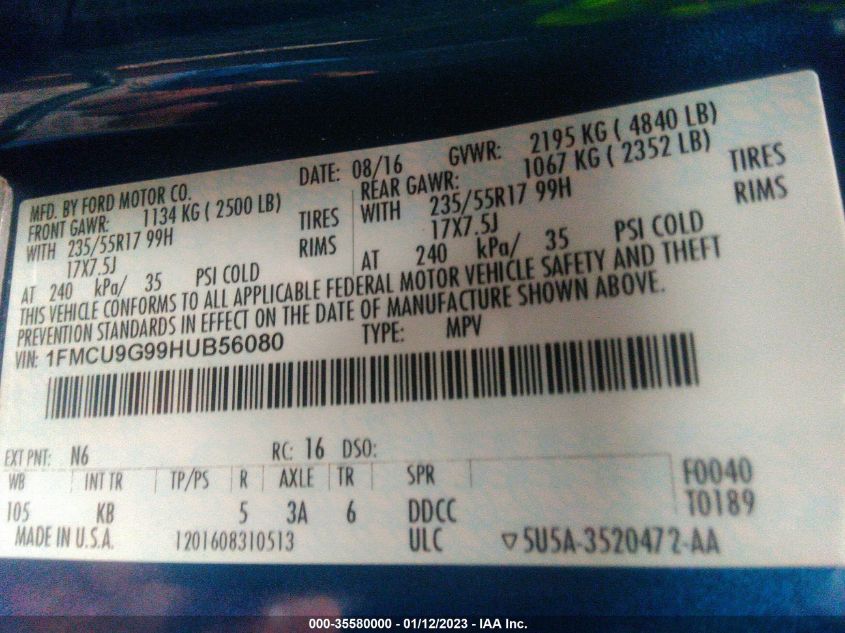 MFD. BY FORD MOTOR CO.
DATE: 08/16
GVWR: 2195 KG ( 4840 LB)
FRONT GAWR: 1134 KG ( 2500 LB)
REAR GAWR: 1067 KG ( 2352 LB)
WITH 235/55R17 99H TIRES
WITH 235/55R17 99H TIRES
17X7.5J RIMS
17X7.5J RIMS
AT 240 kPa/ 35 PSI COLD
AT 240 kPa/ 35 PSI COLD
THIS VEHICLE CONFORMS TO ALL APPLICABLE FEDERAL MOTOR VEHICLE SAFETY AND THEFT
PREVENTION STANDARDS IN EFFECT ON THE DATE OF MANUFACTURE SHOWN ABOVE.
VIN: 1FMCU9G99HUB56080
TYPE: MPV
EXT PNT: N6 RC: 16 DSO:
WB INT TR TP/PS R AXLE TR SPR F0040
105 KB 5 3A 6 DDCC T0189
MADE IN U.S.A. 1201608310513 ULC ▽5U5A-3520472-AA
000-35580000 - 01/12/2023 - IAA Inc.